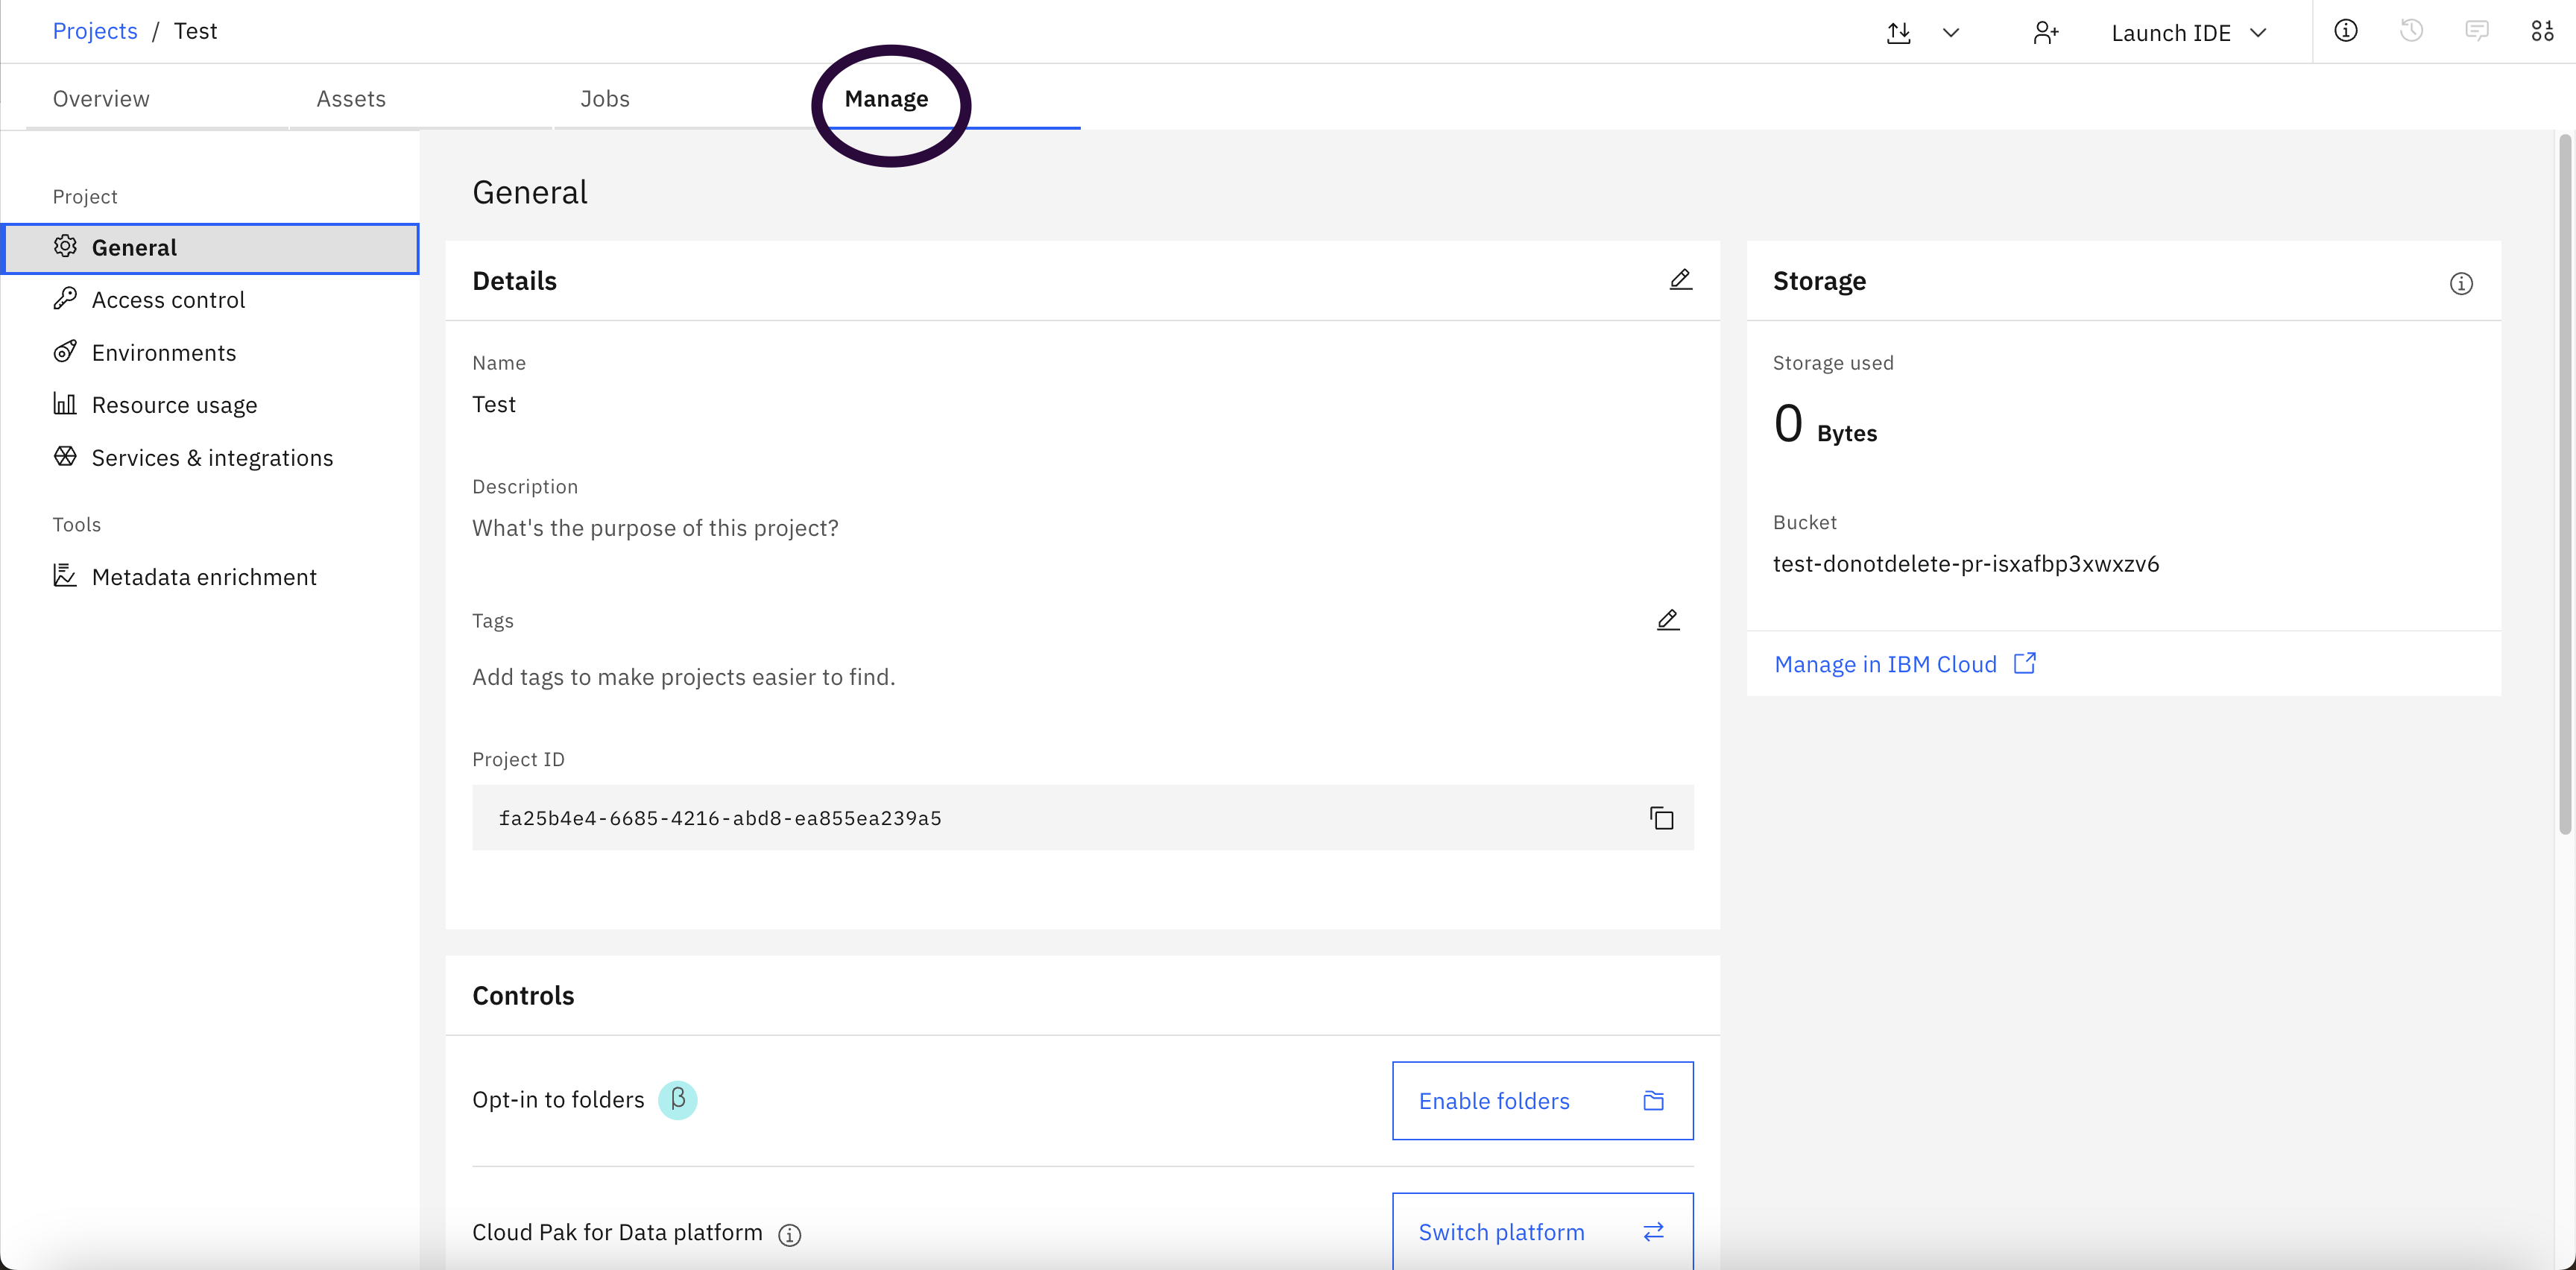 Projects / Test
Launch IDE
Overview
Assets
Jobs
Manage
Project
General
Access control
Environments
Resource usage
Services & integrations
Tools
Metadata enrichment
General
Details
Name
Test
Description
What's the purpose of this project?
Tags
Add tags to make projects easier to find.
Project ID
fa25b4e4-6685-4216-abd8-ea855ea239a5
Storage
Storage used
0 Bytes
Bucket
test-donotdelete-pr-isxafbp3xwxzv6
Manage in IBM Cloud
Controls
Opt-in to folders β
Enable folders
Cloud Pak for Data platform
Switch platform